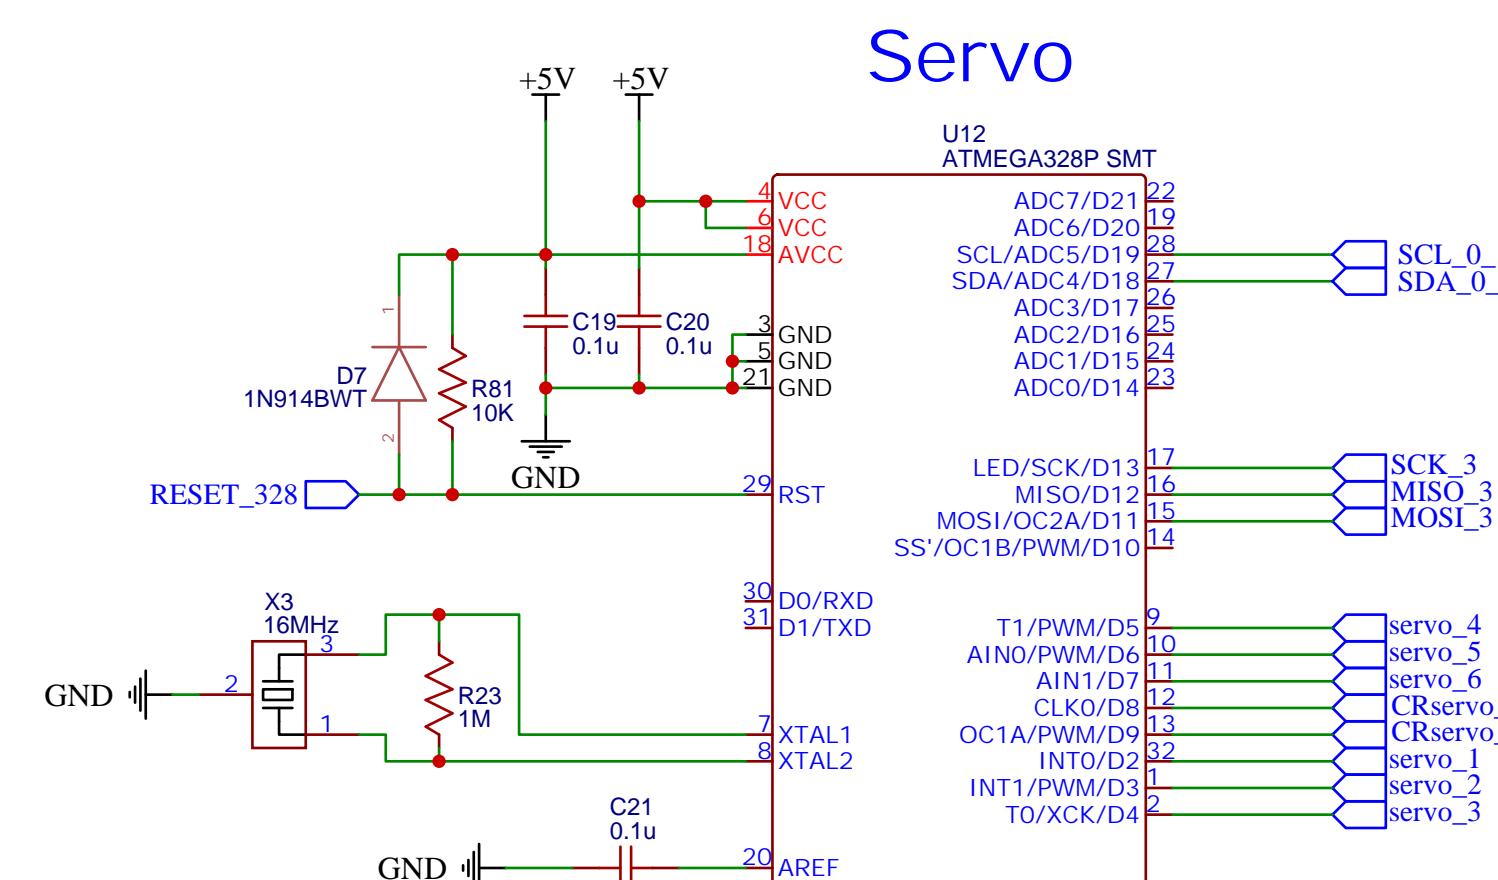 Servo
+5V +5V
U12
ATMEGA328P SMT
4 VCC
6 VCC
18 AVCC
3 GND
5 GND
21 GND
29 RST
30 D0/RXD
31 D1/TXD
7 XTAL1
8 XTAL2
20 AREF
ADC7/D21 22
ADC6/D20 19
SCL/ADC5/D19 28 SCL_0_
SDA/ADC4/D18 27 SDA_0_
ADC3/D17 26
ADC2/D16 25
ADC1/D15 24
ADC0/D14 23
LED/SCK/D13 17 SCK_3
MISO/D12 16 MISO_3
MOSI/OC2A/D11 15 MOSI_3
SS'/OC1B/PWM/D10 14
T1/PWM/D5 9 servo_4
AIN0/PWM/D6 10 servo_5
AIN1/D7 11 servo_6
CLK0/D8 12 CRservo_
OC1A/PWM/D9 13 CRservo_
INT0/D2 32 servo_1
INT1/PWM/D3 1 servo_2
T0/XCK/D4 2 servo_3
C19
0.1u
C20
0.1u
1
D7
1N914BWT
2
R81
10K
GND
RESET_328
X3
16MHz
3
GND 2
1
R23
1M
C21
0.1u
GND